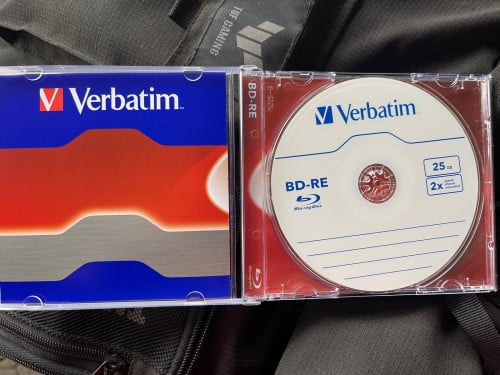 TUF GAMING
Verbatim
BD-RE
Verbatim
25 GB
BD-RE
2x
Blu-ray Disc